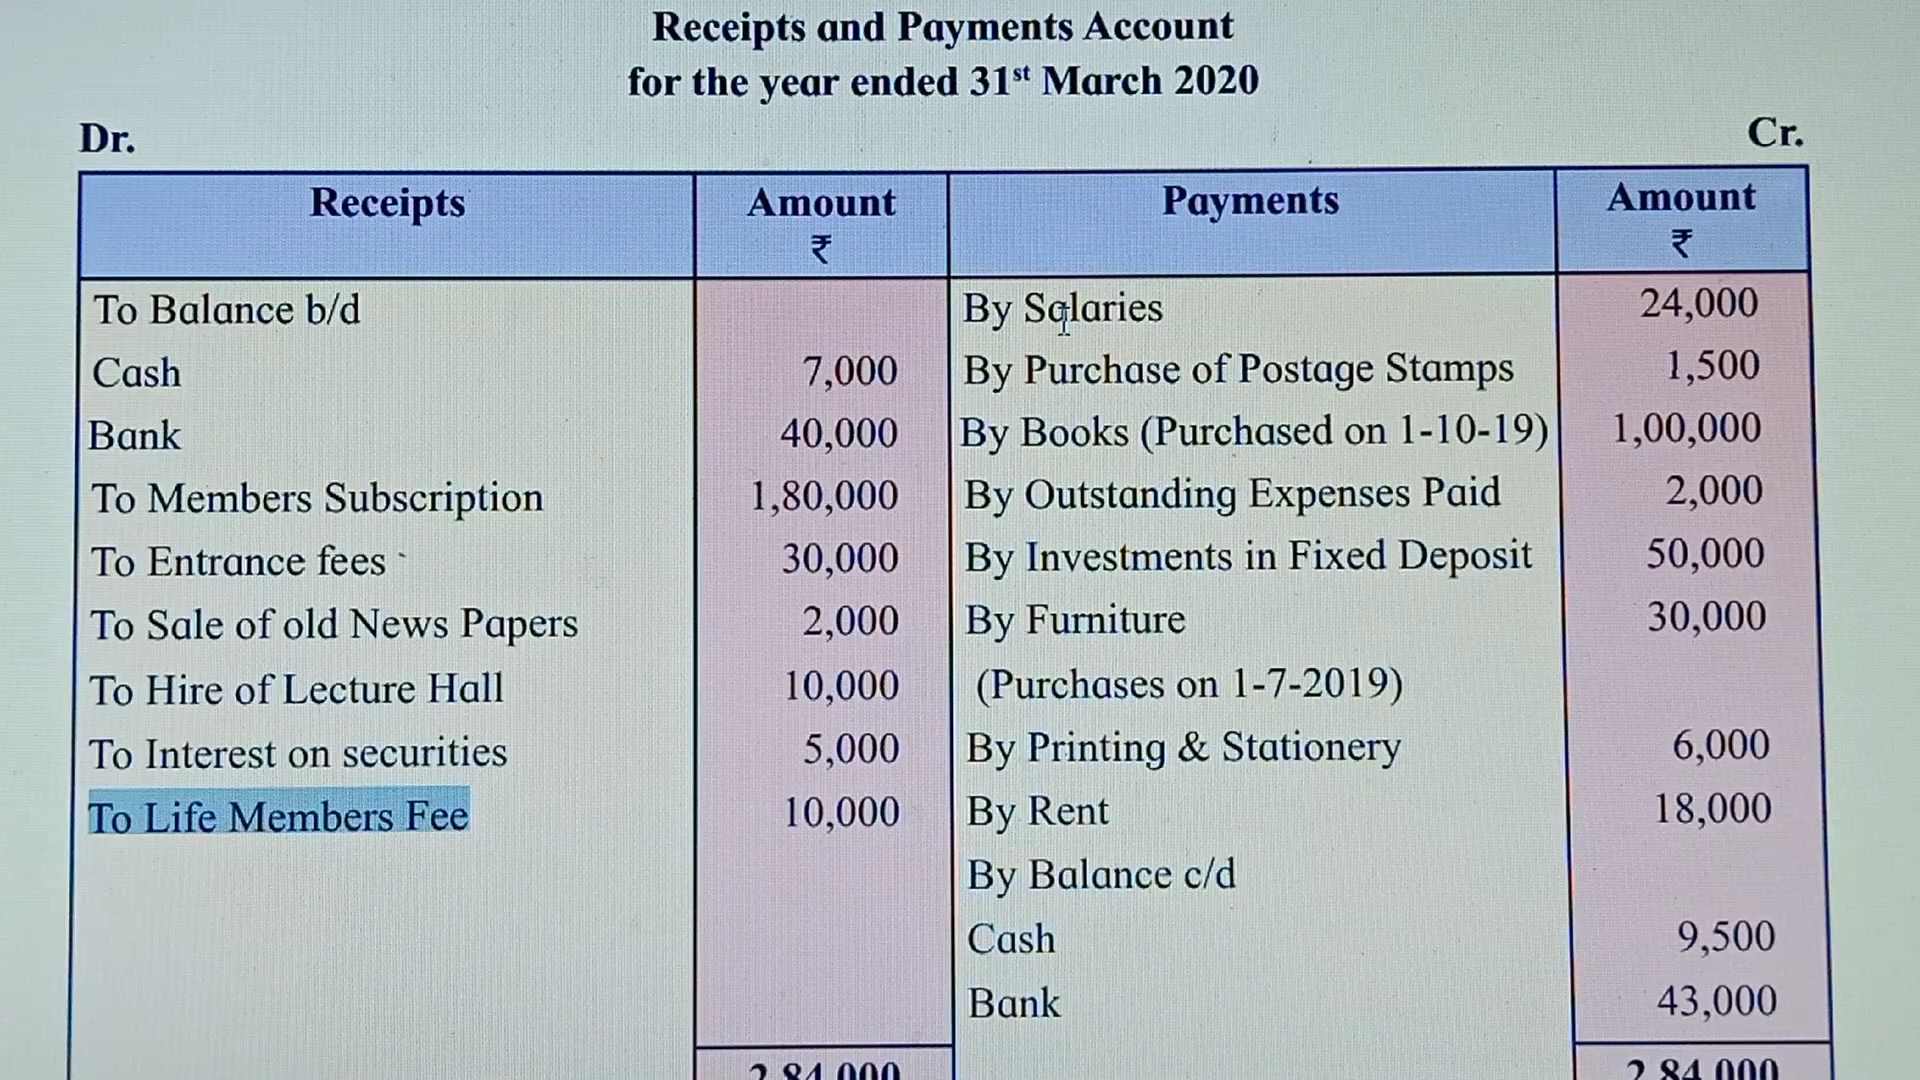 Receipts and Payments Account
for the year ended 31st March 2020
Dr. Cr.
Receipts Amount ₹ Payments Amount ₹
To Balance b/d By Salaries 24,000
Cash 7,000 By Purchase of Postage Stamps 1,500
Bank 40,000 By Books (Purchased on 1-10-19) 1,00,000
To Members Subscription 1,80,000 By Outstanding Expenses Paid 2,000
To Entrance fees 30,000 By Investments in Fixed Deposit 50,000
To Sale of old News Papers 2,000 By Furniture 30,000
To Hire of Lecture Hall 10,000 (Purchases on 1-7-2019)
To Interest on securities 5,000 By Printing & Stationery 6,000
To Life Members Fee 10,000 By Rent 18,000
By Balance c/d
Cash 9,500
Bank 43,000
2,84,000 2,84,000